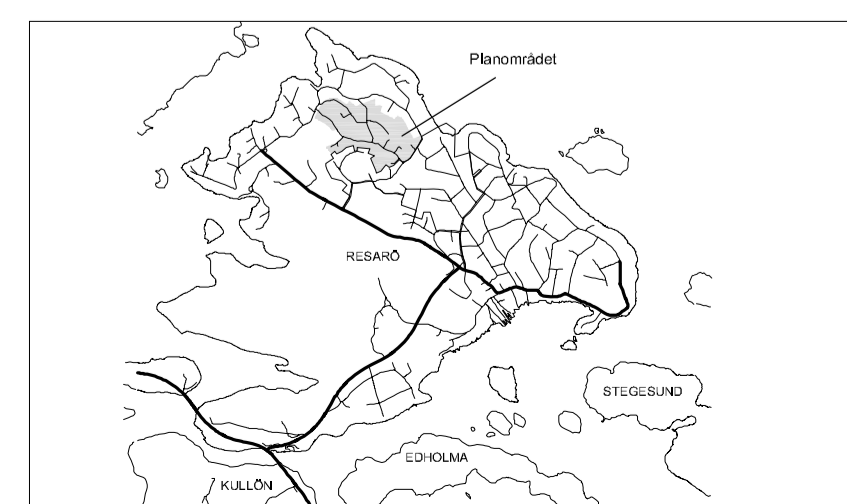 Planområdet
RESARÖ
STEGESUND
EDHOLMA
KULLÖN